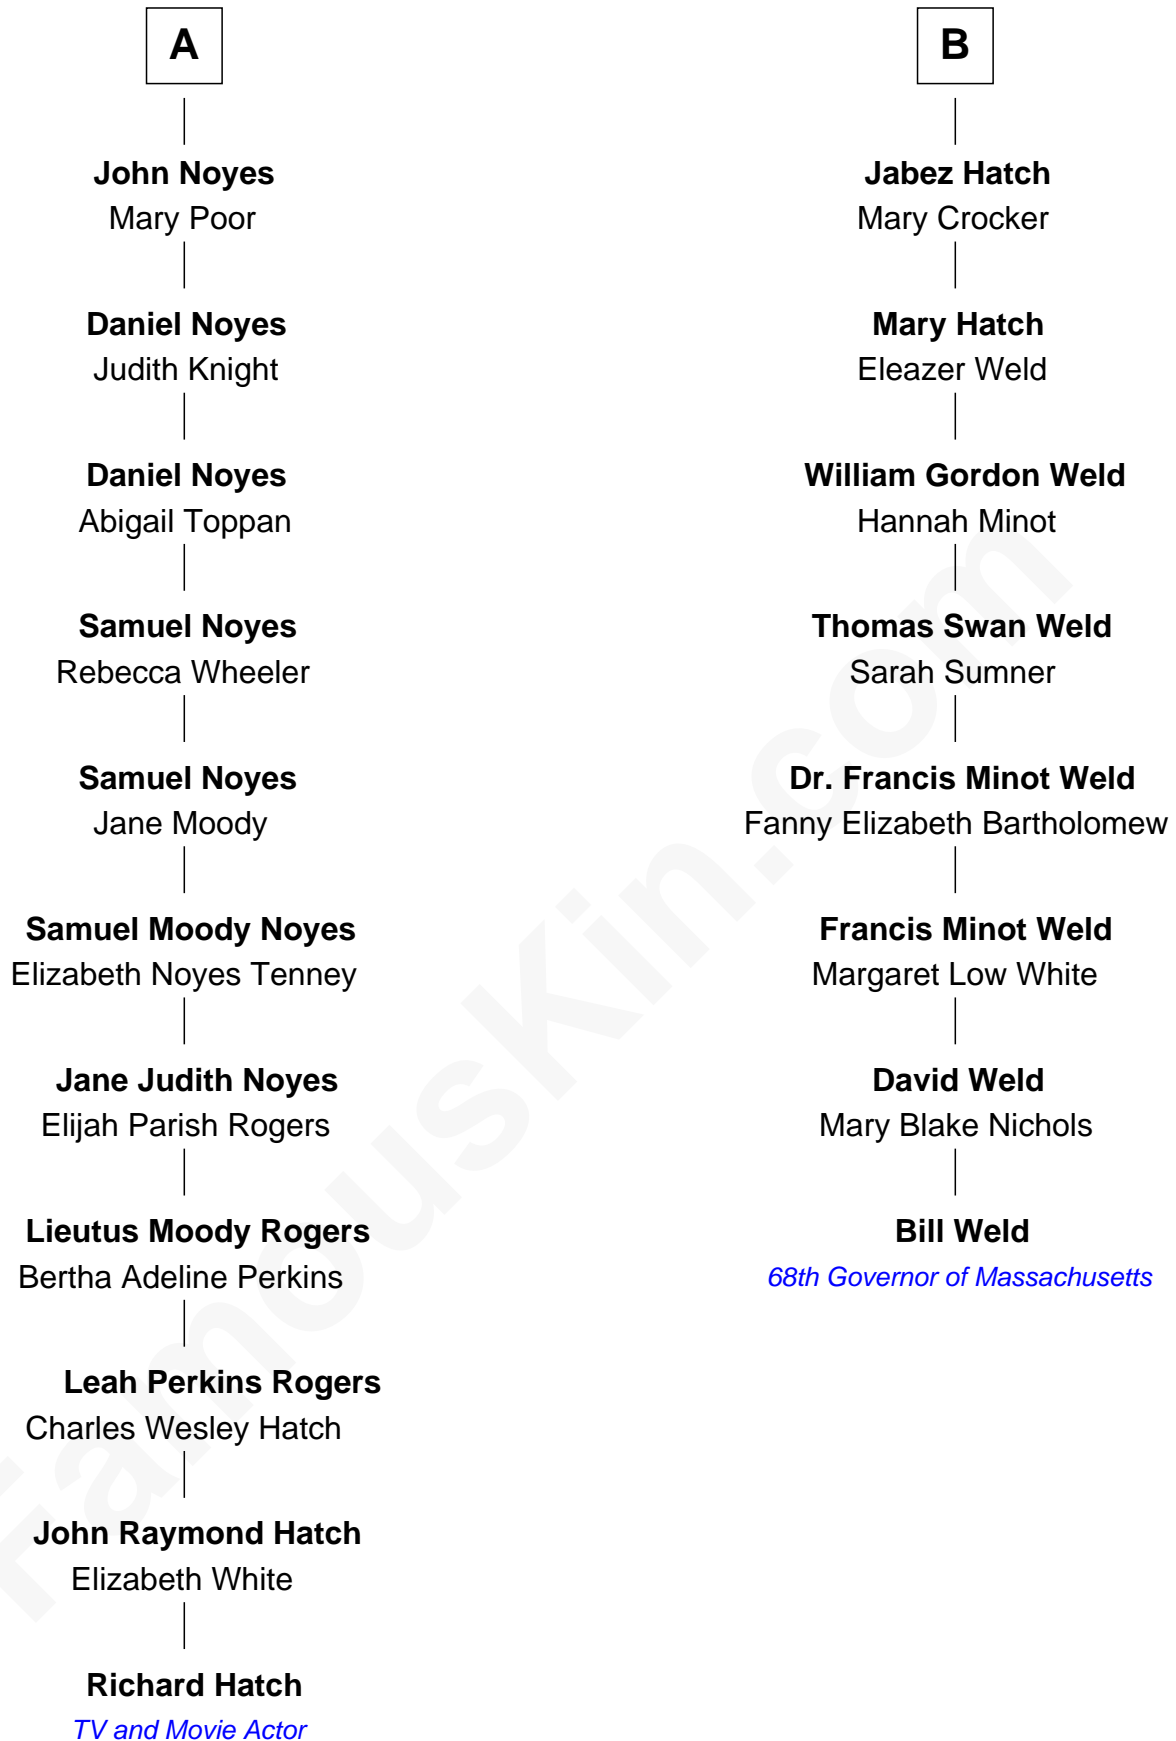 A
John Noyes
Mary Poor
Daniel Noyes
Judith Knight
Daniel Noyes
Abigail Toppan
Samuel Noyes
Rebecca Wheeler
Samuel Noyes
Jane Moody
Samuel Moody Noyes
Elizabeth Noyes Tenney
Jane Judith Noyes
Elijah Parish Rogers
Lieutus Moody Rogers
Bertha Adeline Perkins
Leah Perkins Rogers
Charles Wesley Hatch
John Raymond Hatch
Elizabeth White
Richard Hatch
TV and Movie Actor
B
Jabez Hatch
Mary Crocker
Mary Hatch
Eleazer Weld
William Gordon Weld
Hannah Minot
Thomas Swan Weld
Sarah Sumner
Dr. Francis Minot Weld
Fanny Elizabeth Bartholomew
Francis Minot Weld
Margaret Low White
David Weld
Mary Blake Nichols
Bill Weld
68th Governor of Massachusetts
FamousKin.com